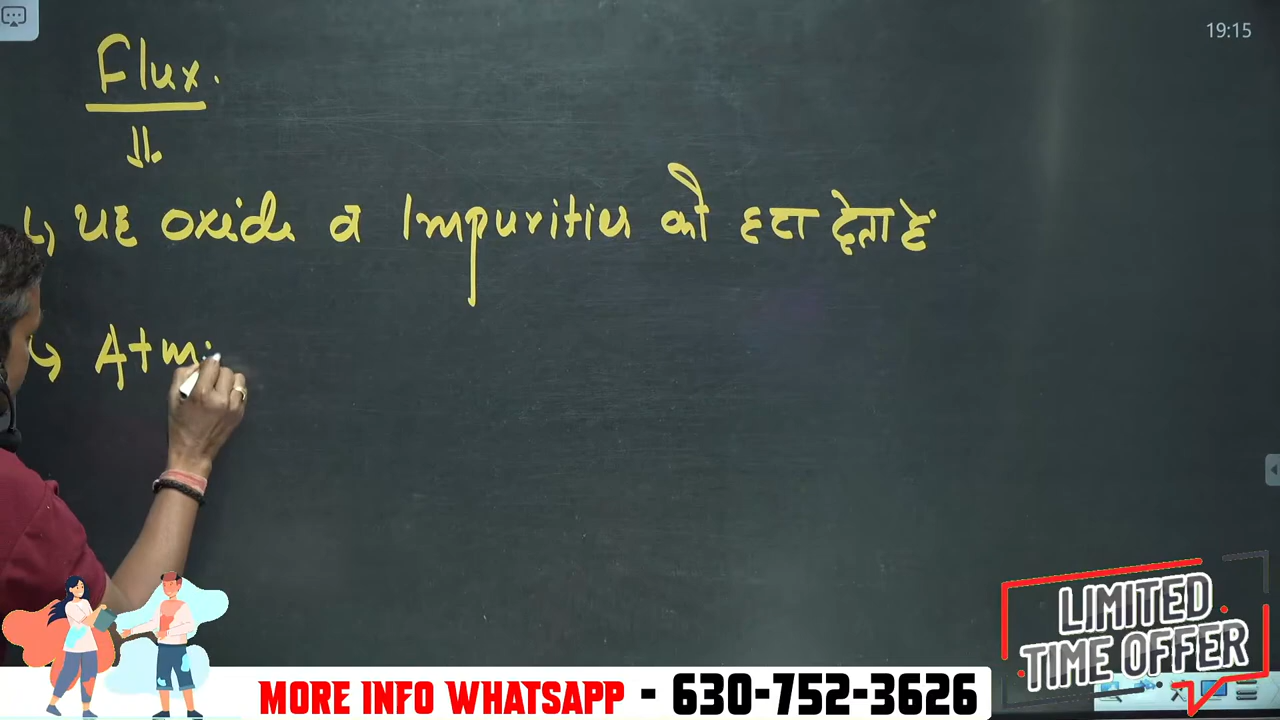 19:15
Flux.
यह oxide व Impurities को हटा देता है
Atm
LIMITED
TIME OFFER
MORE INFO WHATSAPP - 630-752-3626